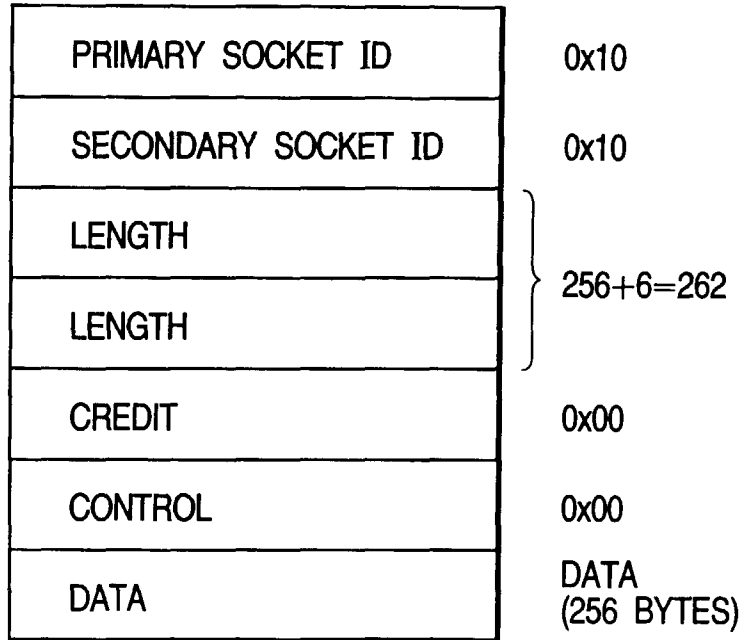 PRIMARY SOCKET ID 0x10
SECONDARY SOCKET ID 0x10
LENGTH
256+6=262
LENGTH
CREDIT 0x00
CONTROL 0x00
DATA DATA
(256 BYTES)